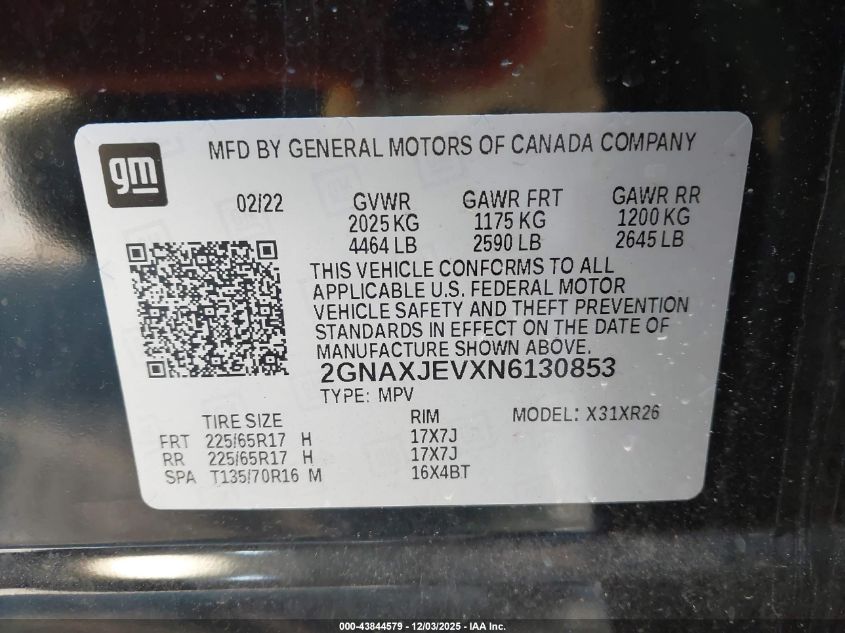 gm
MFD BY GENERAL MOTORS OF CANADA COMPANY
02/22 GVWR GAWR FRT GAWR RR
2025 KG 1175 KG 1200 KG
4464 LB 2590 LB 2645 LB
THIS VEHICLE CONFORMS TO ALL
APPLICABLE U.S. FEDERAL MOTOR
VEHICLE SAFETY AND THEFT PREVENTION
STANDARDS IN EFFECT ON THE DATE OF
MANUFACTURE SHOWN ABOVE.
2GNAXJEVXN6130853
TYPE: MPV
TIRE SIZE RIM MODEL: X31XR26
FRT 225/65R17 H 17X7J
RR 225/65R17 H 17X7J
SPA T135/70R16 M 16X4BT
000-43844579 - 12/03/2025 - IAA Inc.